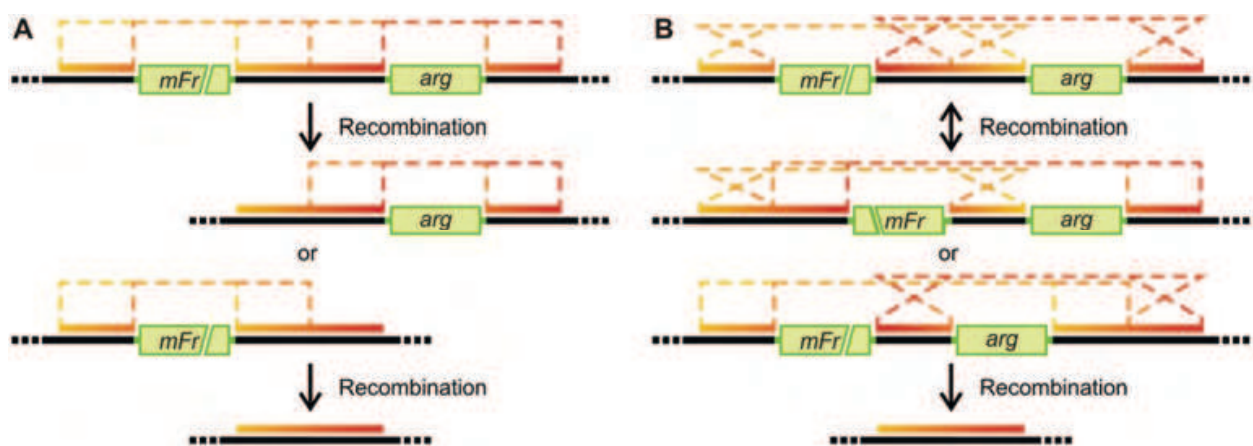 A
mFr
arg
Recombination
arg
or
mFr
Recombination
B
mFr
arg
Recombination
mFr
arg
or
mFr
arg
Recombination